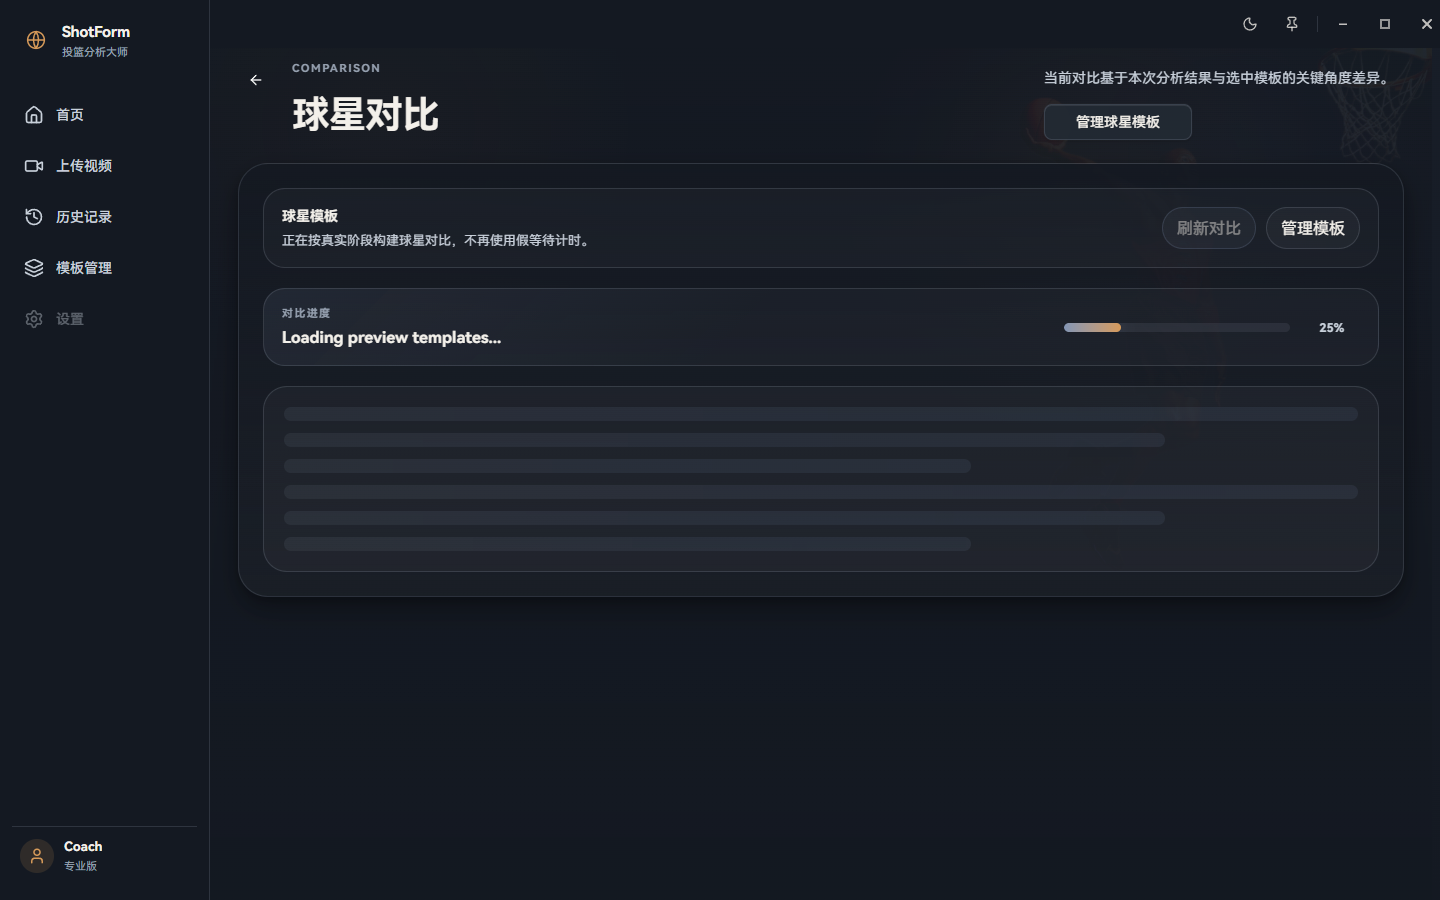 ShotForm
投篮分析大师
首页
上传视频
历史记录
模板管理
设置
Coach
专业版
COMPARISON
球星对比
当前对比基于本次分析结果与选中模板的关键角度差异。
管理球星模板
球星模板
正在按真实阶段构建球星对比，不再使用假等待计时。
刷新对比
管理模板
对比进度
Loading preview templates...
25%